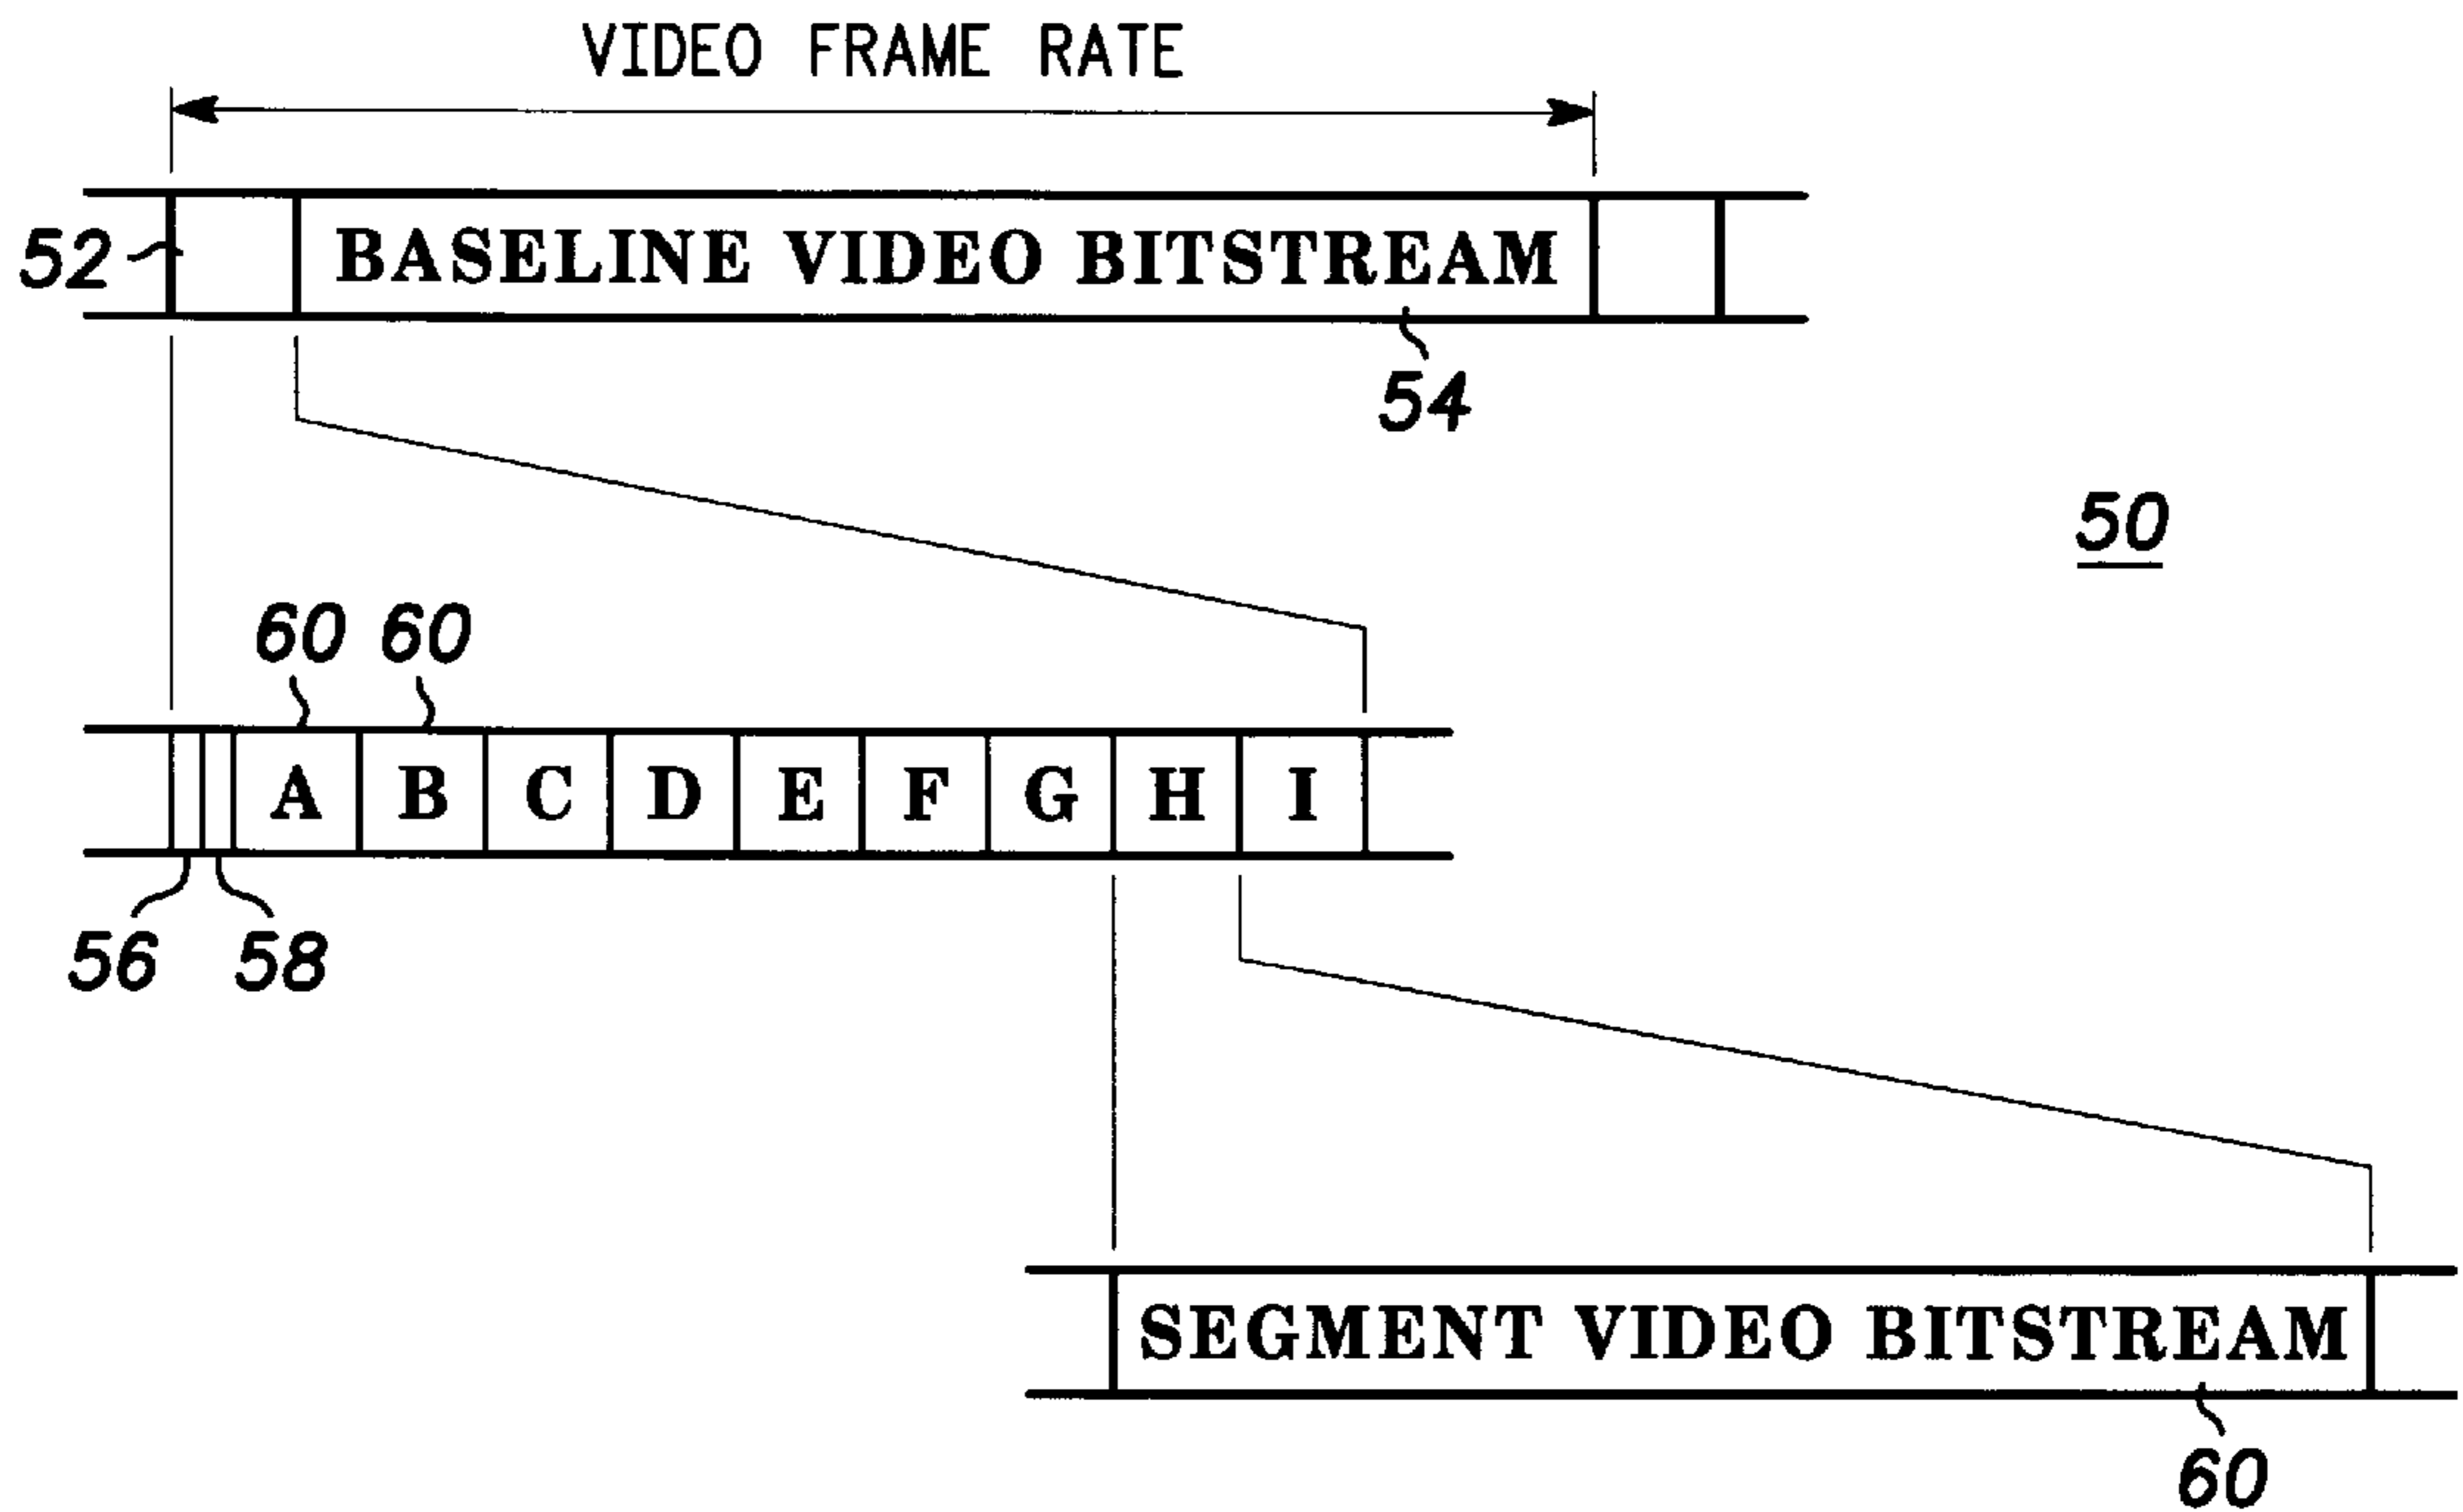 VIDEO FRAME RATE
52
BASELINE VIDEO BITSTREAM
54
50
60 60
A B C D E F G H I
56 58
SEGMENT VIDEO BITSTREAM
60